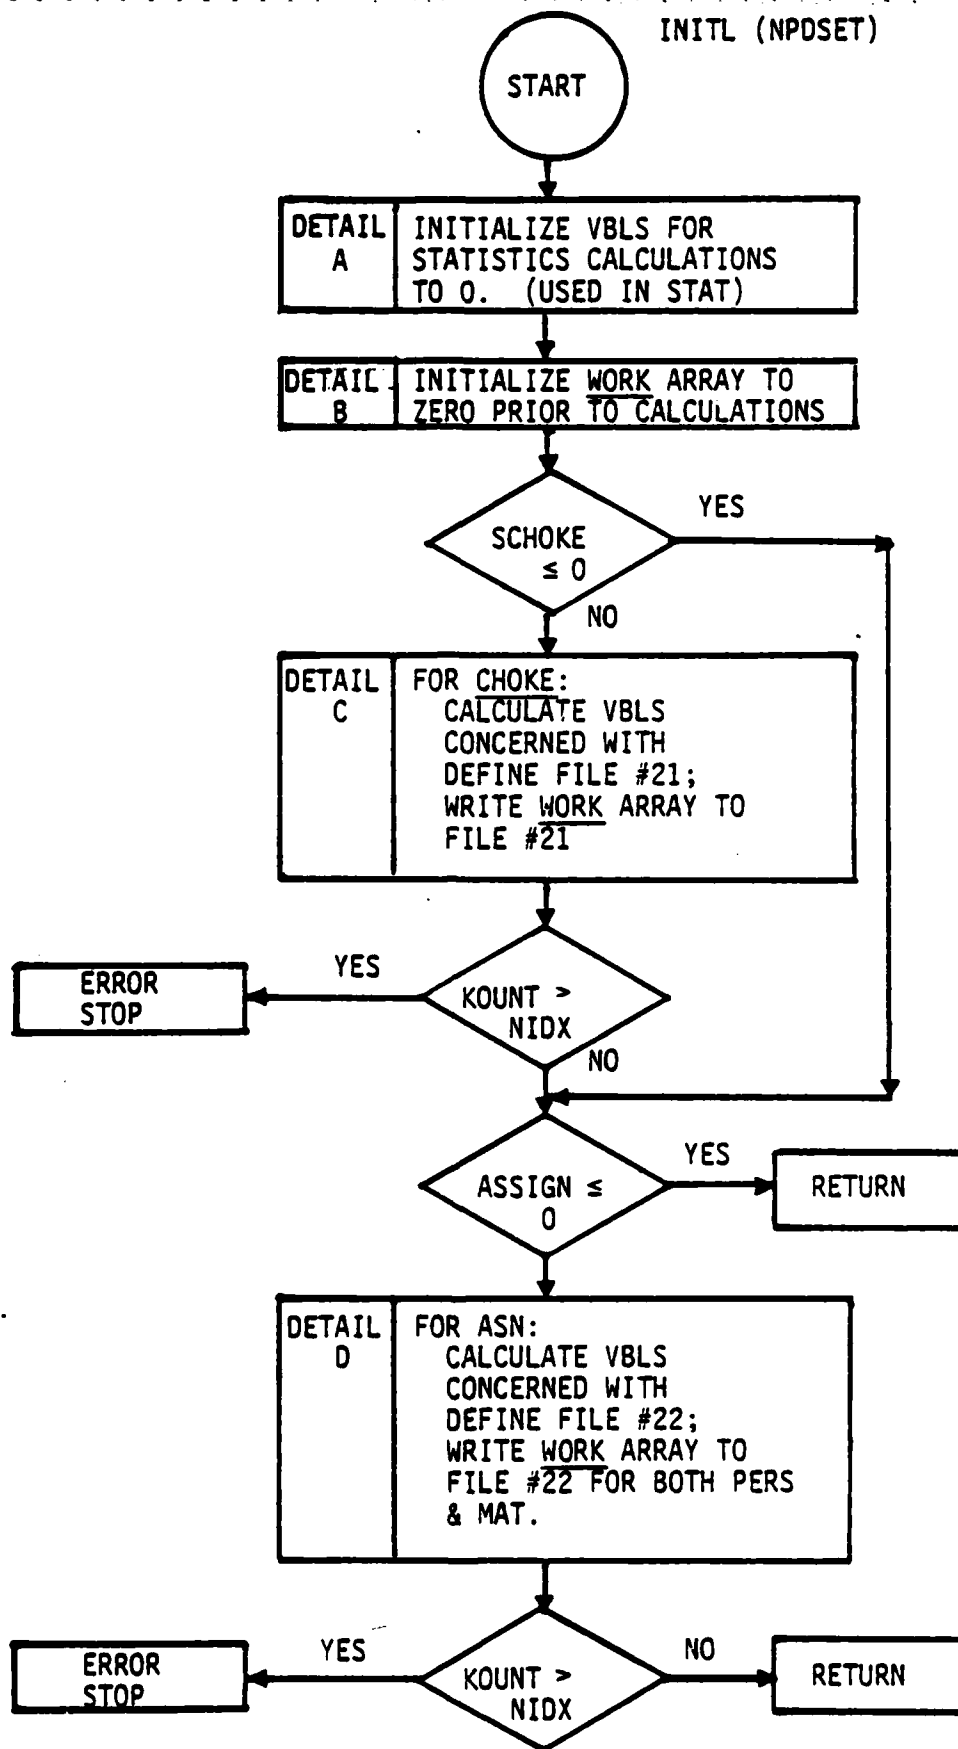 INITL (NPDSET)
START
DETAIL
A
INITIALIZE VBLS FOR
STATISTICS CALCULATIONS
TO 0. (USED IN STAT)
DETAIL
B
INITIALIZE WORK ARRAY TO
ZERO PRIOR TO CALCULATIONS
SCHOKE
≤ 0
YES
NO
DETAIL
C
FOR CHOKE:
CALCULATE VBLS
CONCERNED WITH
DEFINE FILE #21;
WRITE WORK ARRAY TO
FILE #21
KOUNT >
NIDX
YES
ERROR
STOP
NO
ASSIGN ≤
0
YES
RETURN
DETAIL
D
FOR ASN:
CALCULATE VBLS
CONCERNED WITH
DEFINE FILE #22;
WRITE WORK ARRAY TO
FILE #22 FOR BOTH PERS
& MAT.
KOUNT >
NIDX
YES
ERROR
STOP
NO
RETURN